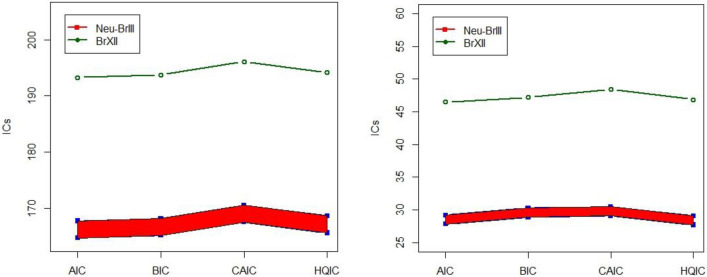 Neu-BrIII
BrXII
ICs
200
190
180
170
AIC BIC CAIC HQIC
Neu-BrIII
BrXII
ICs
60
55
50
45
40
35
30
25
AIC BIC CAIC HQIC